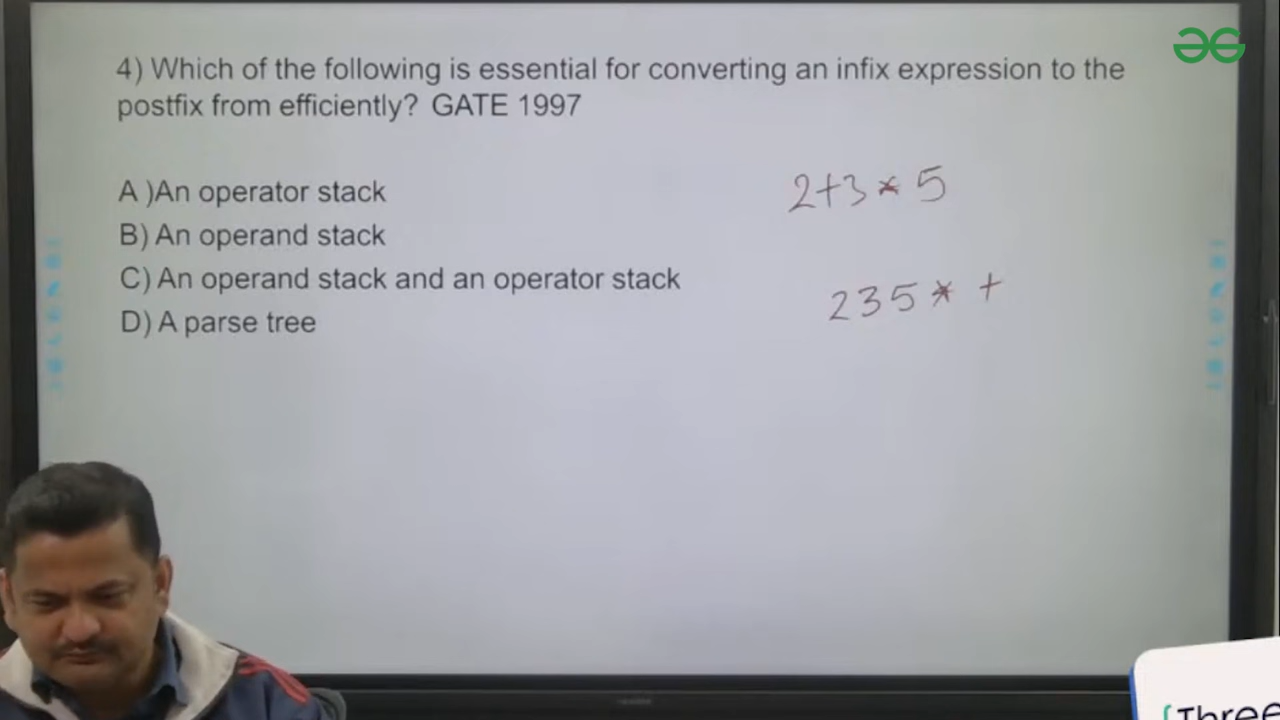 4) Which of the following is essential for converting an infix expression to the
postfix from efficiently? GATE 1997
A )An operator stack
B) An operand stack
C) An operand stack and an operator stack
D) A parse tree
2+3*5
235*+
{Three